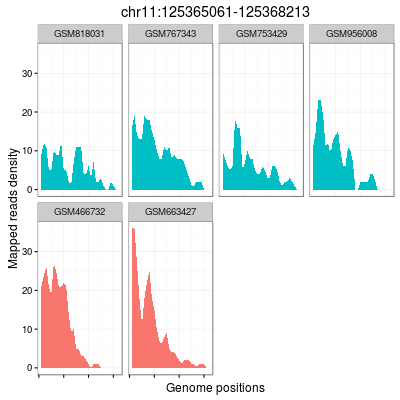 chr11:125365061-125368213
GSM818031 GSM767343 GSM753429 GSM956008
30
20
10
0
GSM466732 GSM663427
30
20
10
0
Mapped reads density
Genome positions